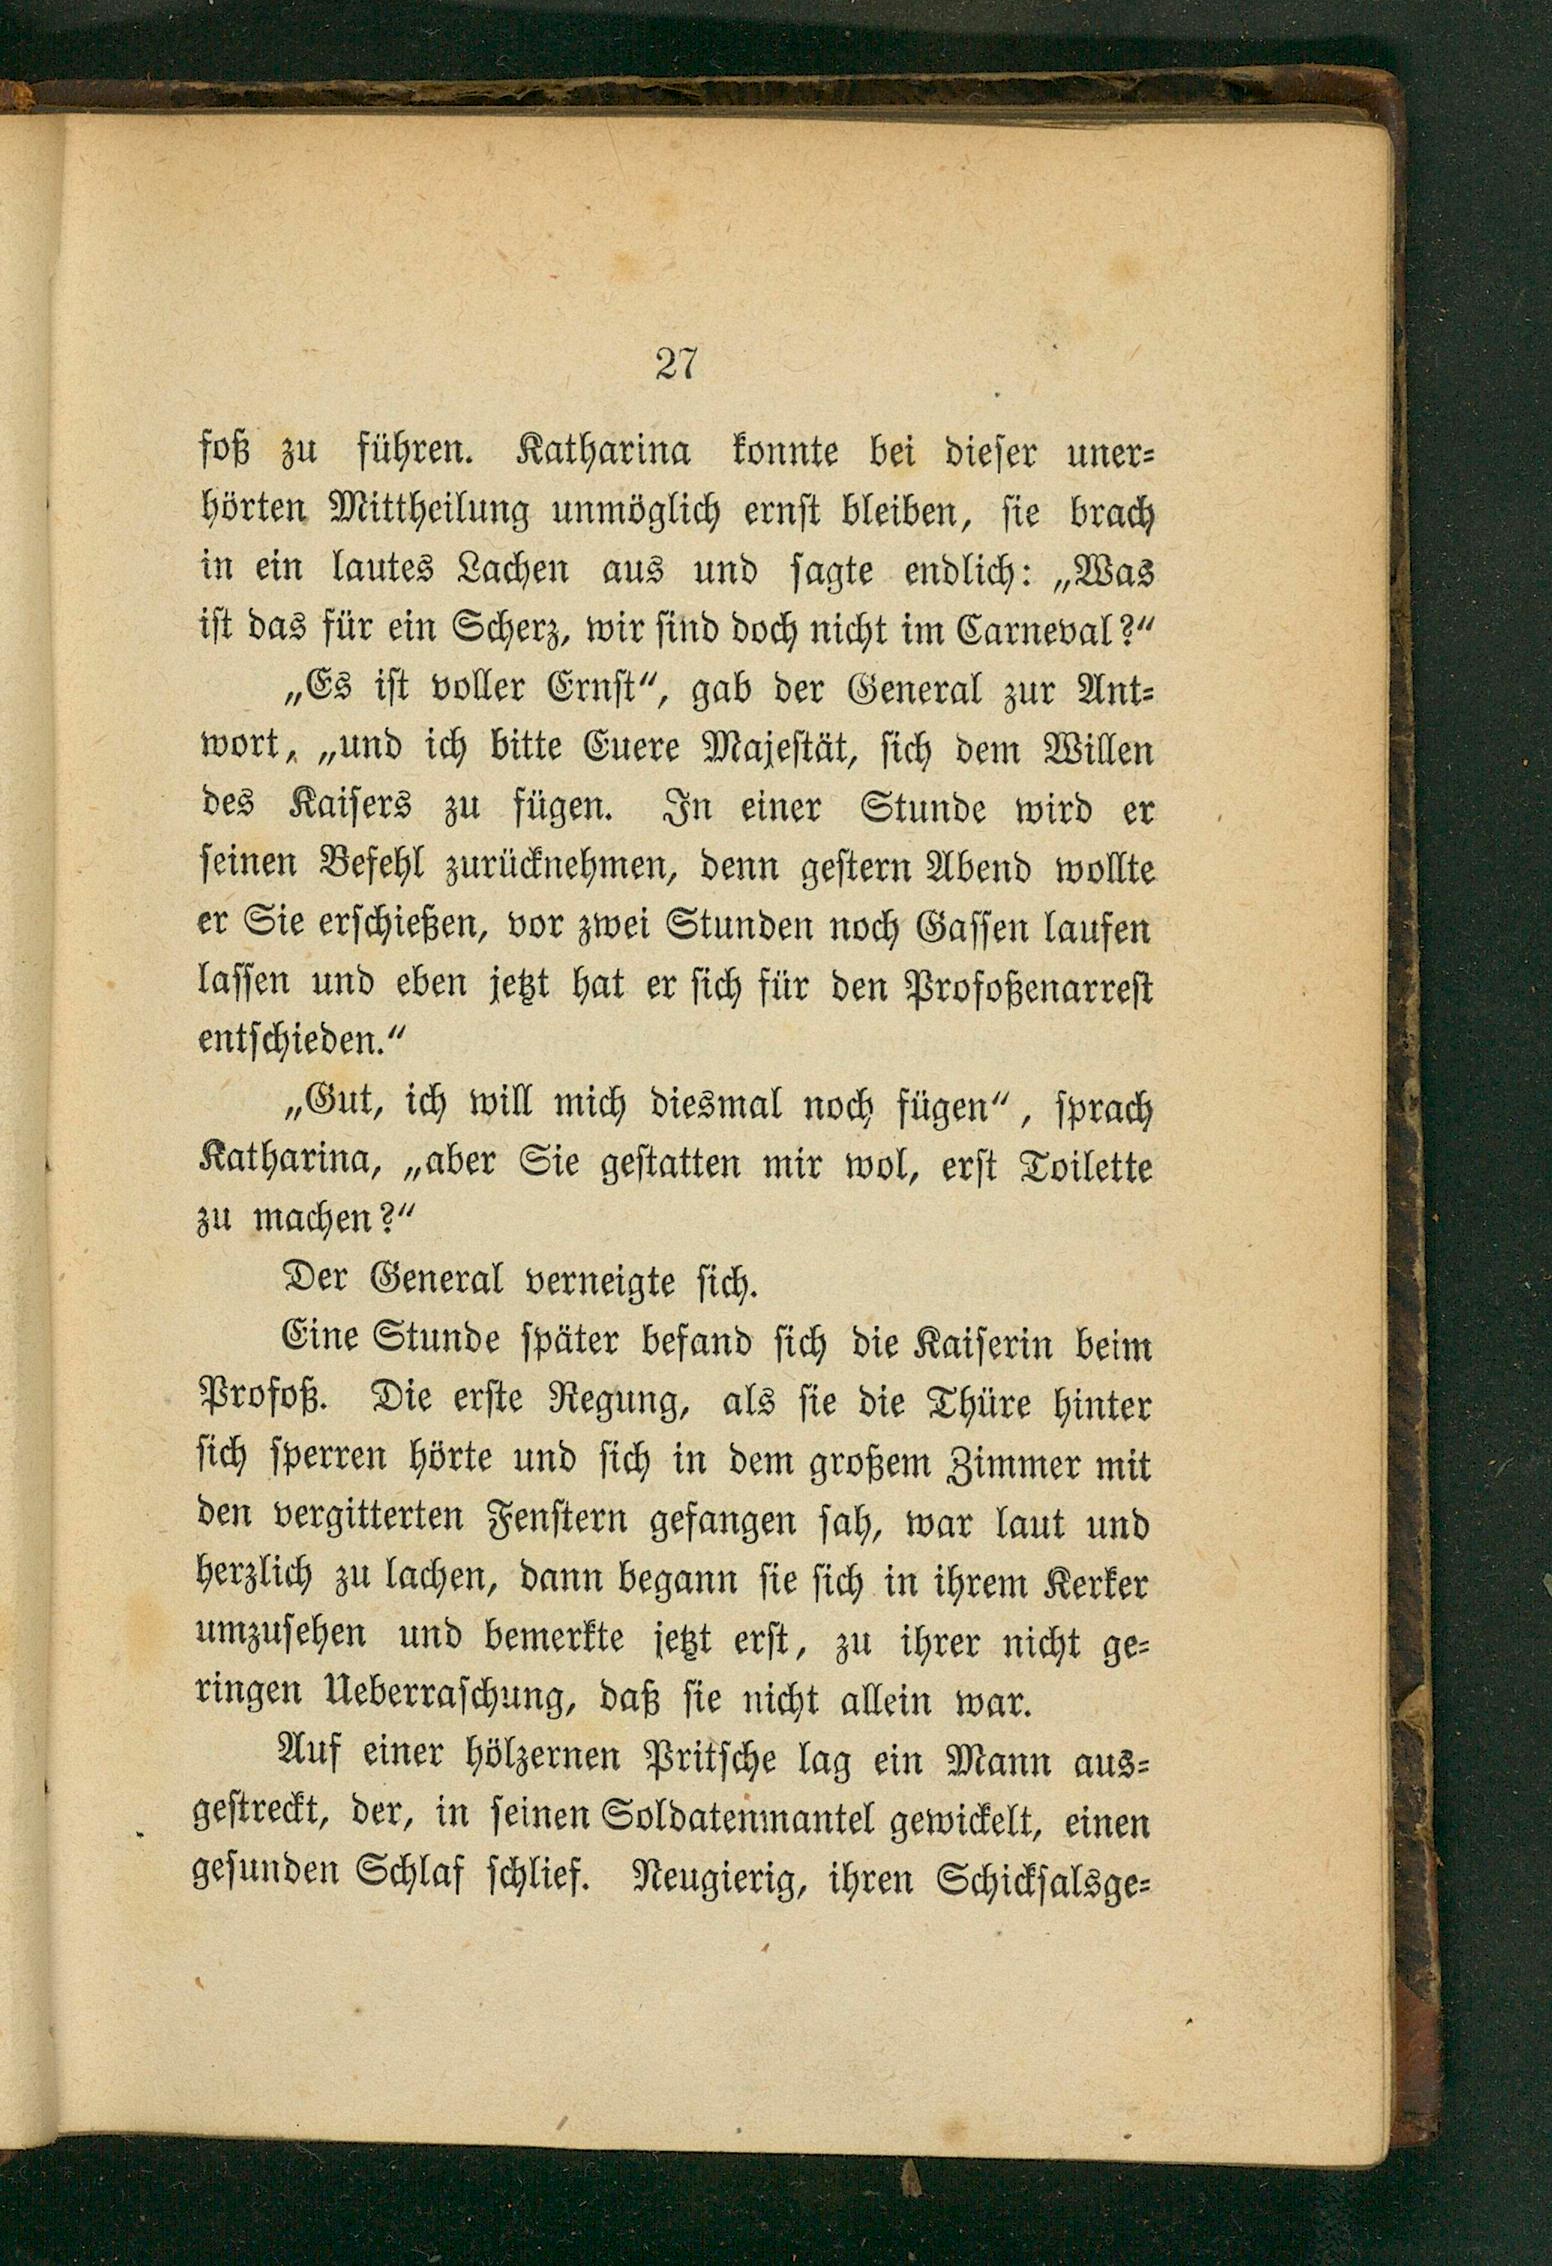 27
foß zu führen. Katharina konnte bei dieser uner=
hörten Mittheilung unmöglich ernst bleiben, sie brach
in ein lautes Lachen aus und sagte endlich: „Was
ist das für ein Scherz, wir sind doch nicht im Carneval?“
„Es ist voller Ernst“, gab der General zur Ant=
wort, „und ich bitte Euere Majestät, sich dem Willen
des Kaisers zu fügen. In einer Stunde wird er
seinen Befehl zurücknehmen, denn gestern Abend wollte
er Sie erschießen, vor zwei Stunden noch Gassen laufen
lassen und eben jetzt hat er sich für den Profoßenarrest
entschieden.“
„Gut, ich will mich diesmal noch fügen“, sprach
Katharina, „aber Sie gestatten mir wol, erst Toilette
zu machen?“
Der General verneigte sich.
Eine Stunde später befand sich die Kaiserin beim
Profoß. Die erste Regung, als sie die Thüre hinter
sich sperren hörte und sich in dem großem Zimmer mit
den vergitterten Fenstern gefangen sah, war laut und
herzlich zu lachen, dann begann sie sich in ihrem Kerker
umzusehen und bemerkte jetzt erst, zu ihrer nicht ge=
ringen Ueberraschung, daß sie nicht allein war.
Auf einer hölzernen Pritsche lag ein Mann aus=
gestreckt, der, in seinen Soldatenmantel gewickelt, einen
gesunden Schlaf schlief. Neugierig, ihren Schicksalsge=